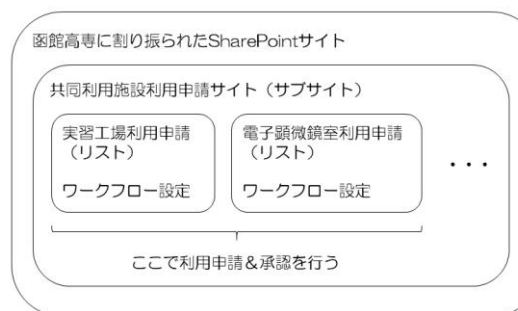 函館高専に割り振られたSharePointサイト
共同利用施設利用申請サイト（サブサイト）
実習工場利用申請
（リスト）
ワークフロー設定
電子顕微鏡室利用申請
（リスト）
ワークフロー設定
・・・
ここで利用申請＆承認を行う